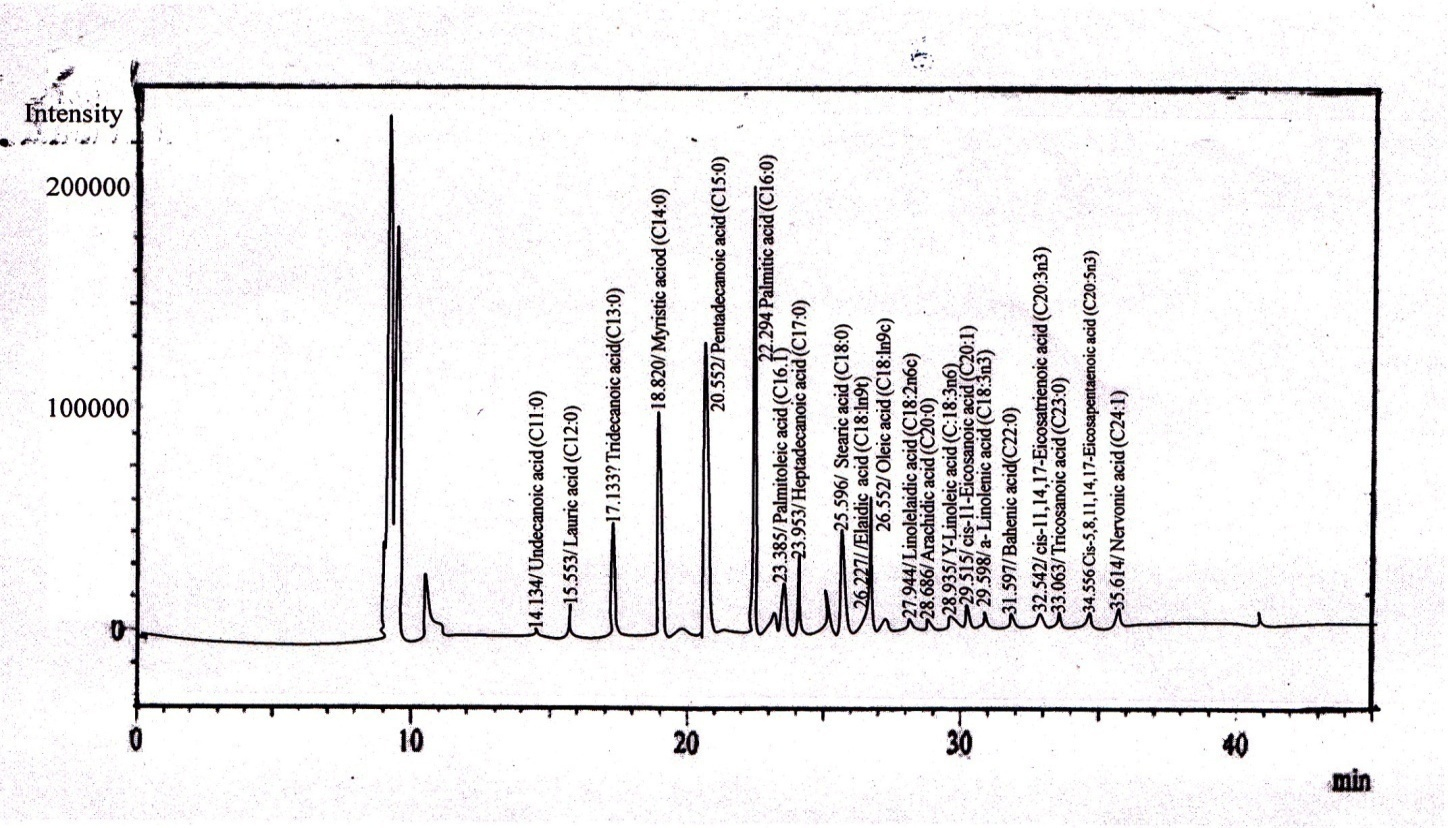 Intensity
200000
100000
0
14.134/ Undecanoic acid (C11:0)
15.553/ Lauric acid (C12:0)
17.133? Tridecanoic acid(C13:0)
18.820/ Myristic aciod (C14:0)
20.552/ Pentadecanoic acid (C15:0)
22.294 Palmitic acid (C16:0)
23.385/ Palmitoleic acid (C16.1)
23.953/ Heptadecanoic acid (C17:0)
25.596/ Stearic acid (C18:0)
26.227//Elaidic acid (C18:ln9t)
26.552/ Oleic acid (C18:ln9c)
27.944/ Linolelaidic acid (C18:2n6c)
28.686/ Arachidic acid (C20:0)
28.935/ Y-Linoleic acid (C:18:3n6)
29.515/ cis-11-Eicosanoic acid (C20:1)
29.598/ a- Linolenic acid (C18:3n3)
31.597/ Bahenic acid(C22:0)
32.542/ cis-11,14,17-Eicosatrienoic acid (C20:3n3)
33.063/ Tricosanoic acid (C23:0)
34.556 Cis-5,8,11,14,17-Eicosapentaenoic acid (C20:5n3)
35.614/ Nervonic acid (C24:1)
0 10 20 30 40
min